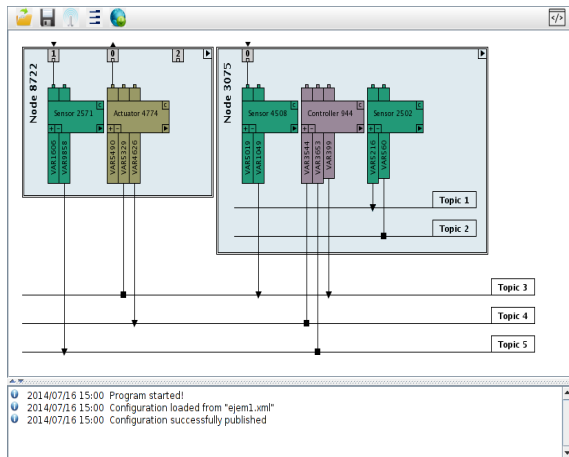 </>
1 0 2 0
Node 8722
Sensor 2571
C
Actuator 4774
C
+ -
+ -
VAR1606
VAR9858
VAR5490
VAR5329
VAR4626
Node 3075
Sensor 4508
Controller 944
C
Sensor 2502
C
+ -
+ -
+ -
VAR5019
VAR1049
VAR3544
VAR3653
VAR399
VAR5216
VAR560
Topic 1
Topic 2
Topic 3
Topic 4
Topic 5
2014/07/16 15:00 Program started!
2014/07/16 15:00 Configuration loaded from "ejem1.xml"
2014/07/16 15:00 Configuration successfully published